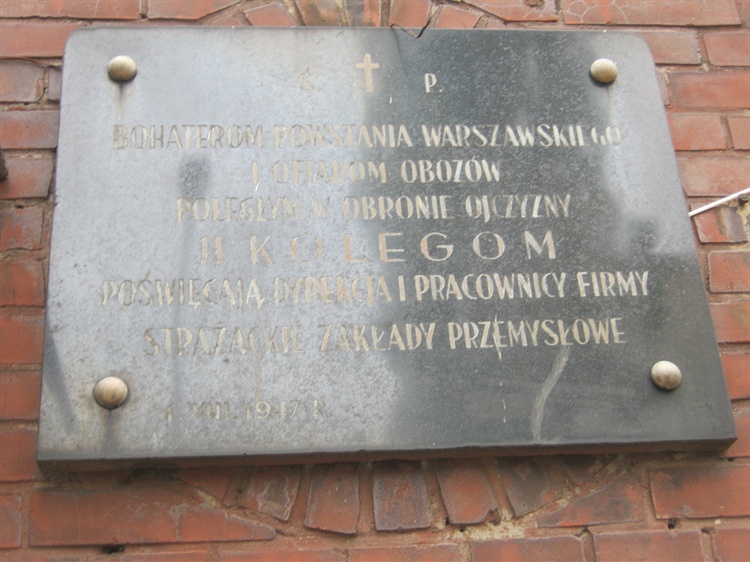 Ś. P.
BOHATEROM POWSTANIA WARSZAWSKIEGO
I OFIAROM OBOZÓW
POLEGŁYM W OBRONIE OJCZYZNY
11 KOLEGOM
POŚWIĘCAJĄ DYREKCJA I PRACOWNICY FIRMY
STRAŻACKIE ZAKŁADY PRZEMYSŁOWE
1 VIII. 1947 R.